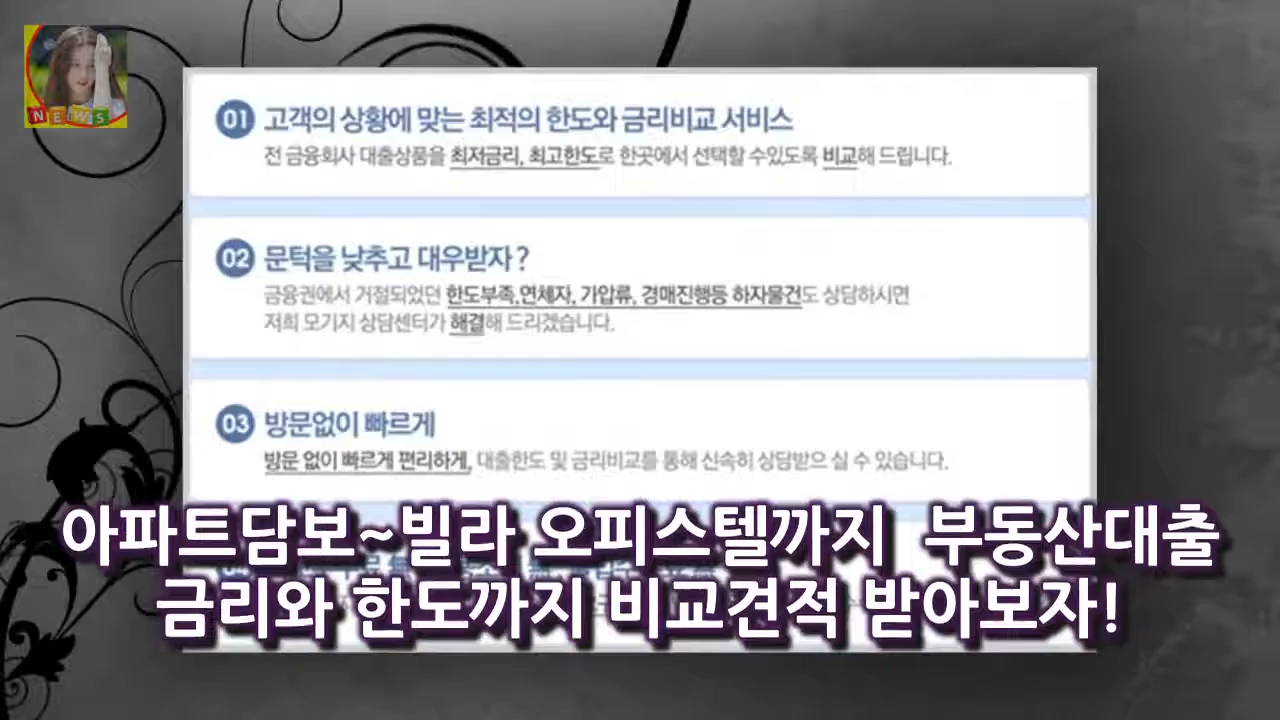 NEWS
01 고객의 상황에 맞는 최적의 한도와 금리비교 서비스
전 금융회사 대출상품을 최저금리, 최고한도로 한곳에서 선택할 수있도록 비교해 드립니다.
02 문턱을 낮추고 대우받자?
금융권에서 거절되었던 한도부족,연체자, 가압류, 경매진행등 하자물건도 상담하시면
저희 모기지 상담센터가 해결해 드리겠습니다.
03 방문없이 빠르게
방문 없이 빠르게 편리하게, 대출한도 및 금리비교를 통해 신속히 상담받으 실 수 있습니다.
아파트담보~빌라 오피스텔까지 부동산대출
금리와 한도까지 비교견적 받아보자!